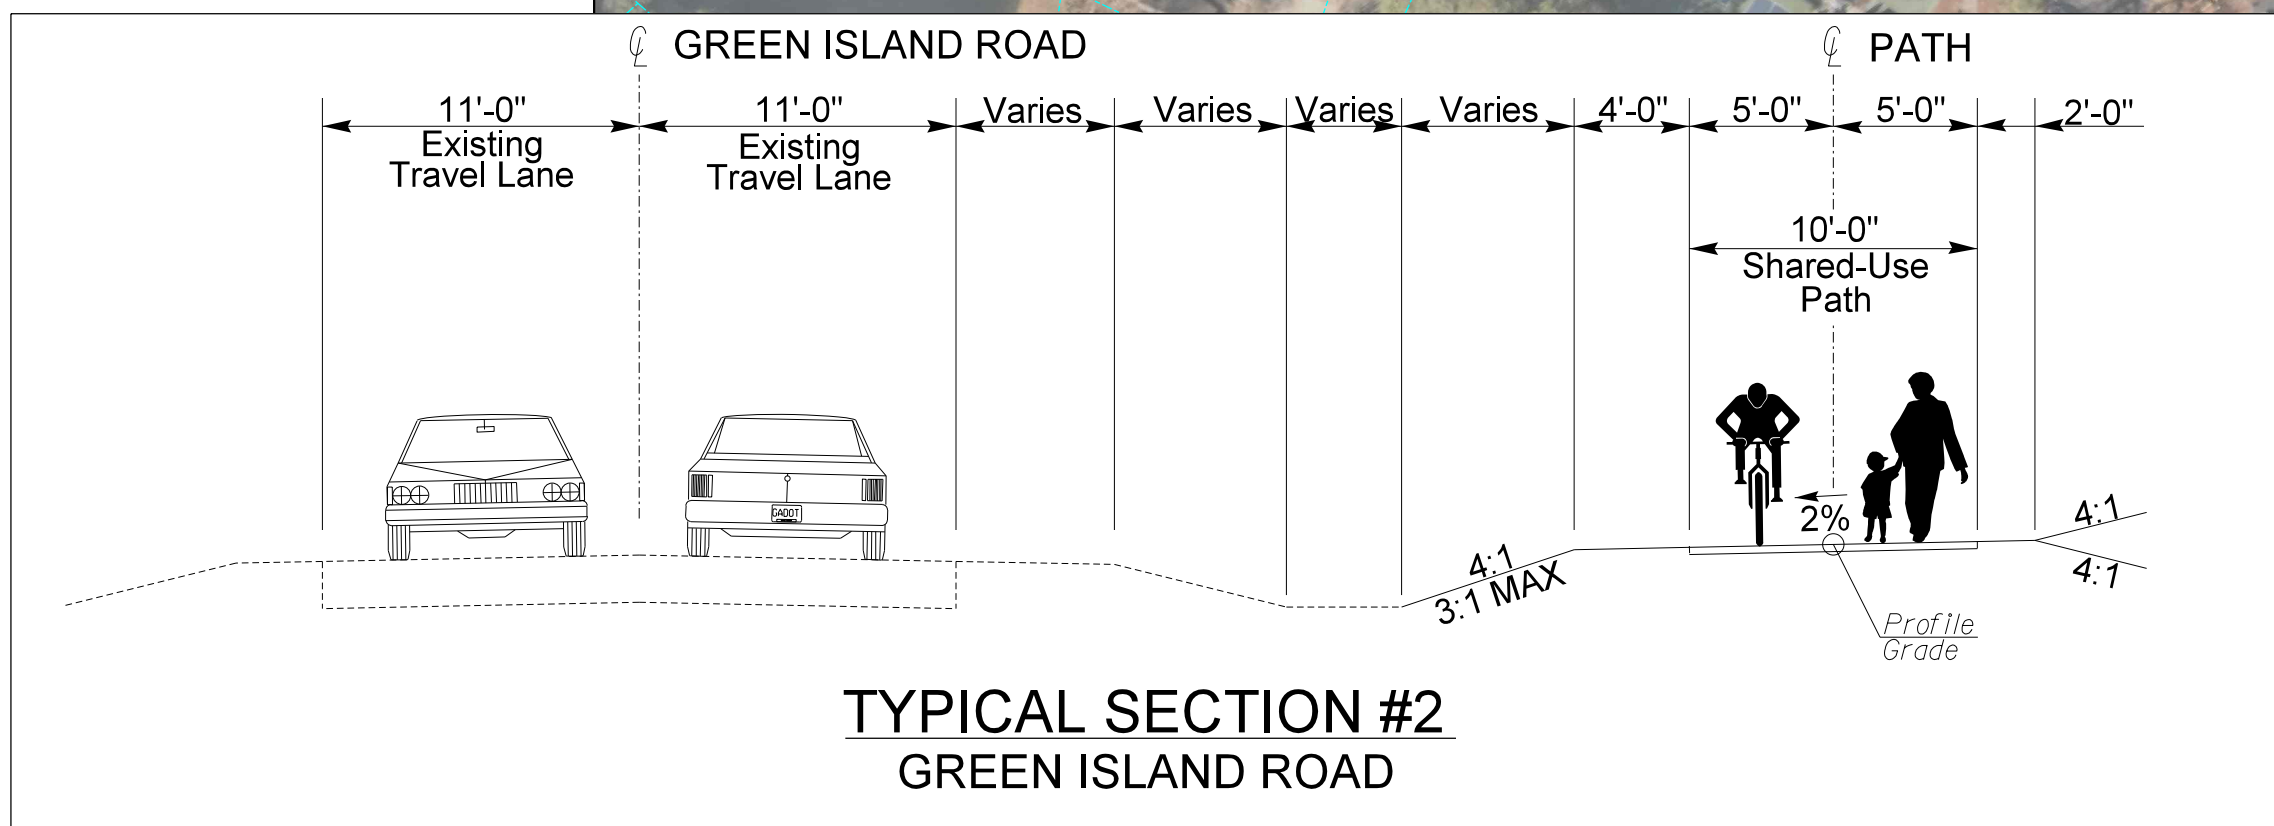 ℄ GREEN ISLAND ROAD
℄ PATH
11'-0" 11'-0" Varies Varies Varies Varies 4'-0" 5'-0" 5'-0" 2'-0"
Existing
Travel Lane
Existing
Travel Lane
10'-0"
Shared-Use
Path
GADOT
2%
4:1
3:1 MAX
4:1
4:1
Profile
Grade
TYPICAL SECTION #2
GREEN ISLAND ROAD